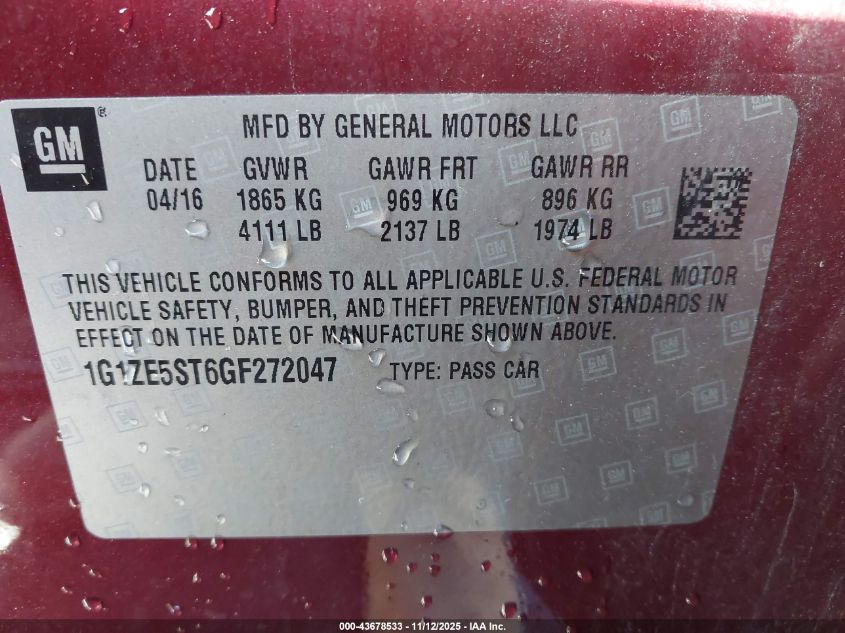 GM
MFD BY GENERAL MOTORS LLC
DATE GVWR GAWR FRT GAWR RR
04/16 1865 KG 969 KG 896 KG
4111 LB 2137 LB 1974 LB
THIS VEHICLE CONFORMS TO ALL APPLICABLE U.S. FEDERAL MOTOR
VEHICLE SAFETY, BUMPER, AND THEFT PREVENTION STANDARDS IN
EFFECT ON THE DATE OF MANUFACTURE SHOWN ABOVE.
1G1ZE5ST6GF272047 TYPE: PASS CAR
000-43678533 - 11/12/2025 - IAA Inc.